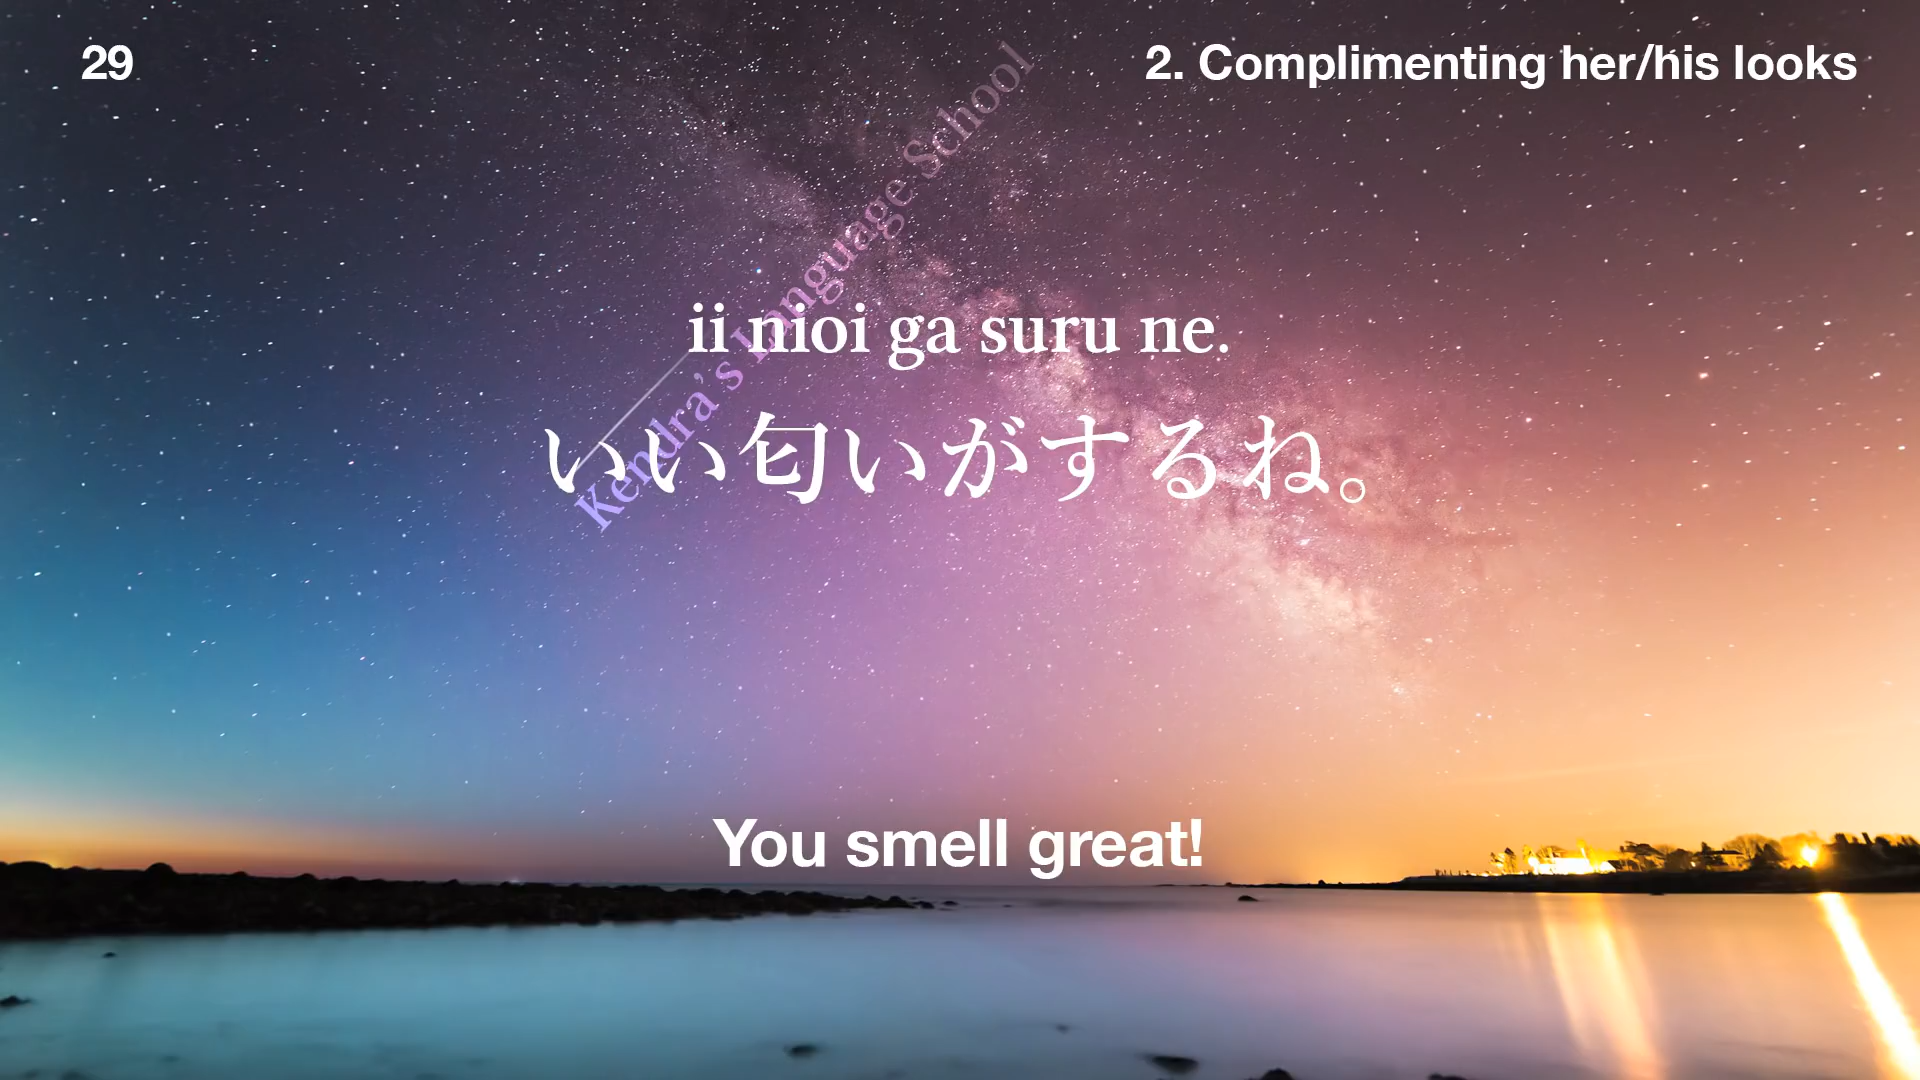 29
2. Complimenting her/his looks
Kendra's Language School
ii nioi ga suru ne.
いい匂いがするね。
You smell great!